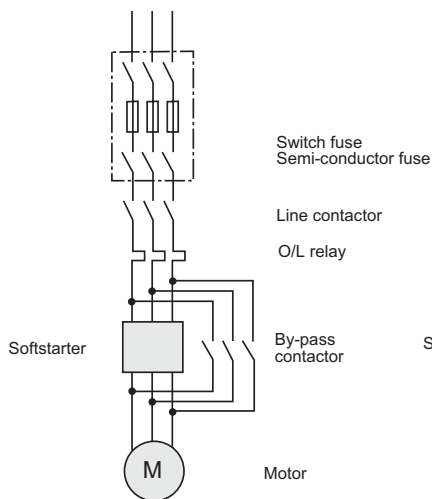 Switch fuse
Semi-conductor fuse
Line contactor
O/L relay
Softstarter
By-pass
contactor
S
M
Motor